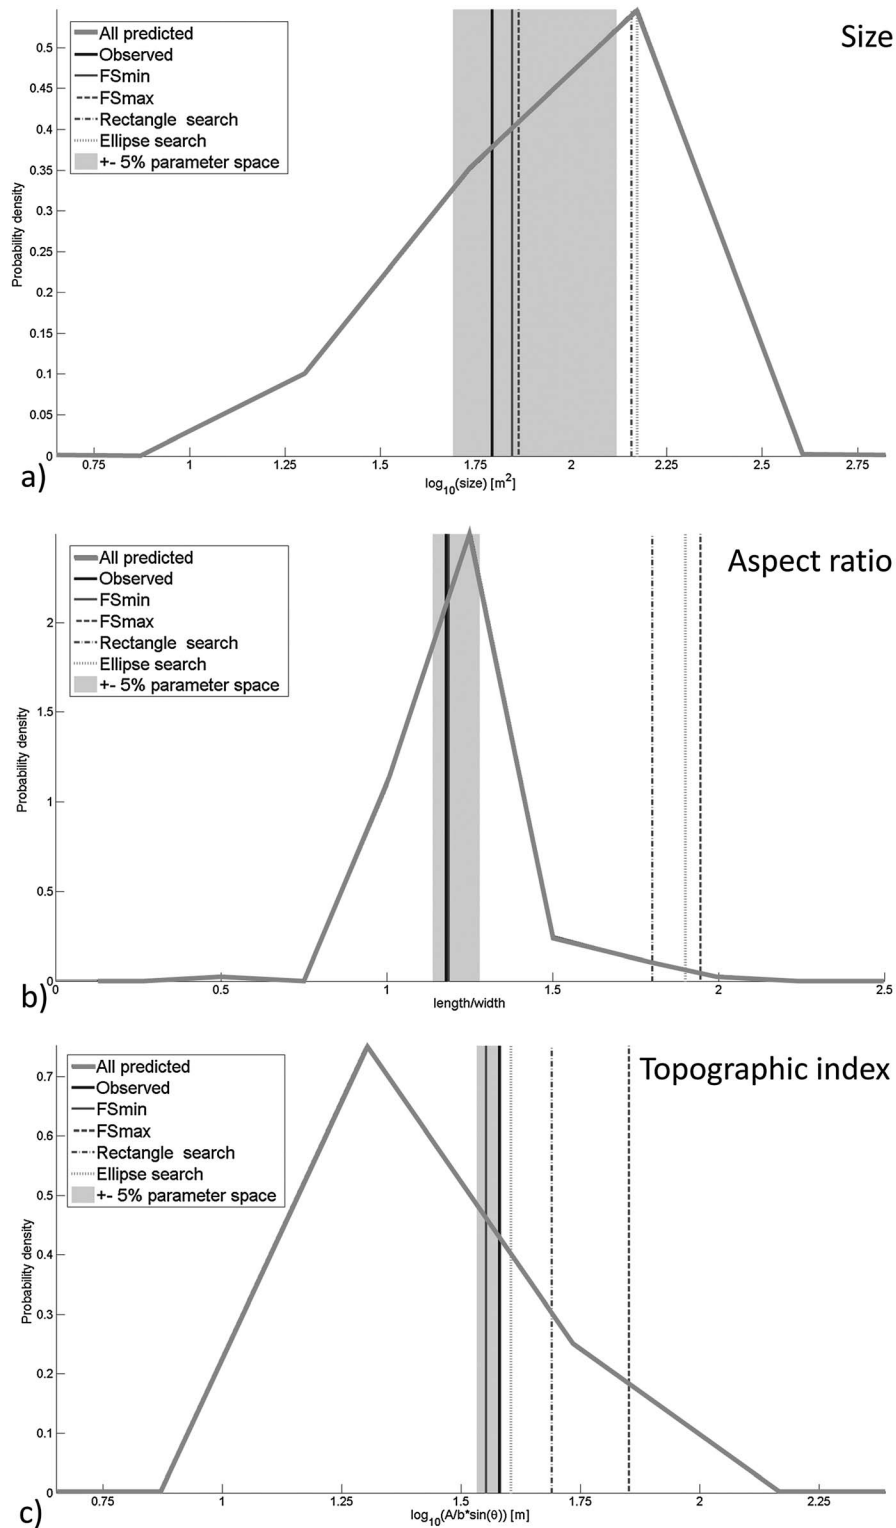 Size
All predicted
Observed
FSmin
FSmax
Rectangle search
Ellipse search
+- 5% parameter space
Probability density
0.5
0.45
0.4
0.35
0.3
0.25
0.2
0.15
0.1
0.05
0
0.75 1 1.25 1.5 1.75 2 2.25 2.5 2.75
log10(size) [m2]
a)
Aspect ratio
All predicted
Observed
FSmin
FSmax
Rectangle search
Ellipse search
+- 5% parameter space
Probability density
2
1.5
1
0.5
0
0 0.5 1 1.5 2 2.5
length/width
b)
Topographic index
All predicted
Observed
FSmin
FSmax
Rectangle search
Ellipse search
+- 5% parameter space
Probability density
0.7
0.6
0.5
0.4
0.3
0.2
0.1
0
0.75 1 1.25 1.5 1.75 2 2.25
log10(A/b*sin(θ)) [m]
c)